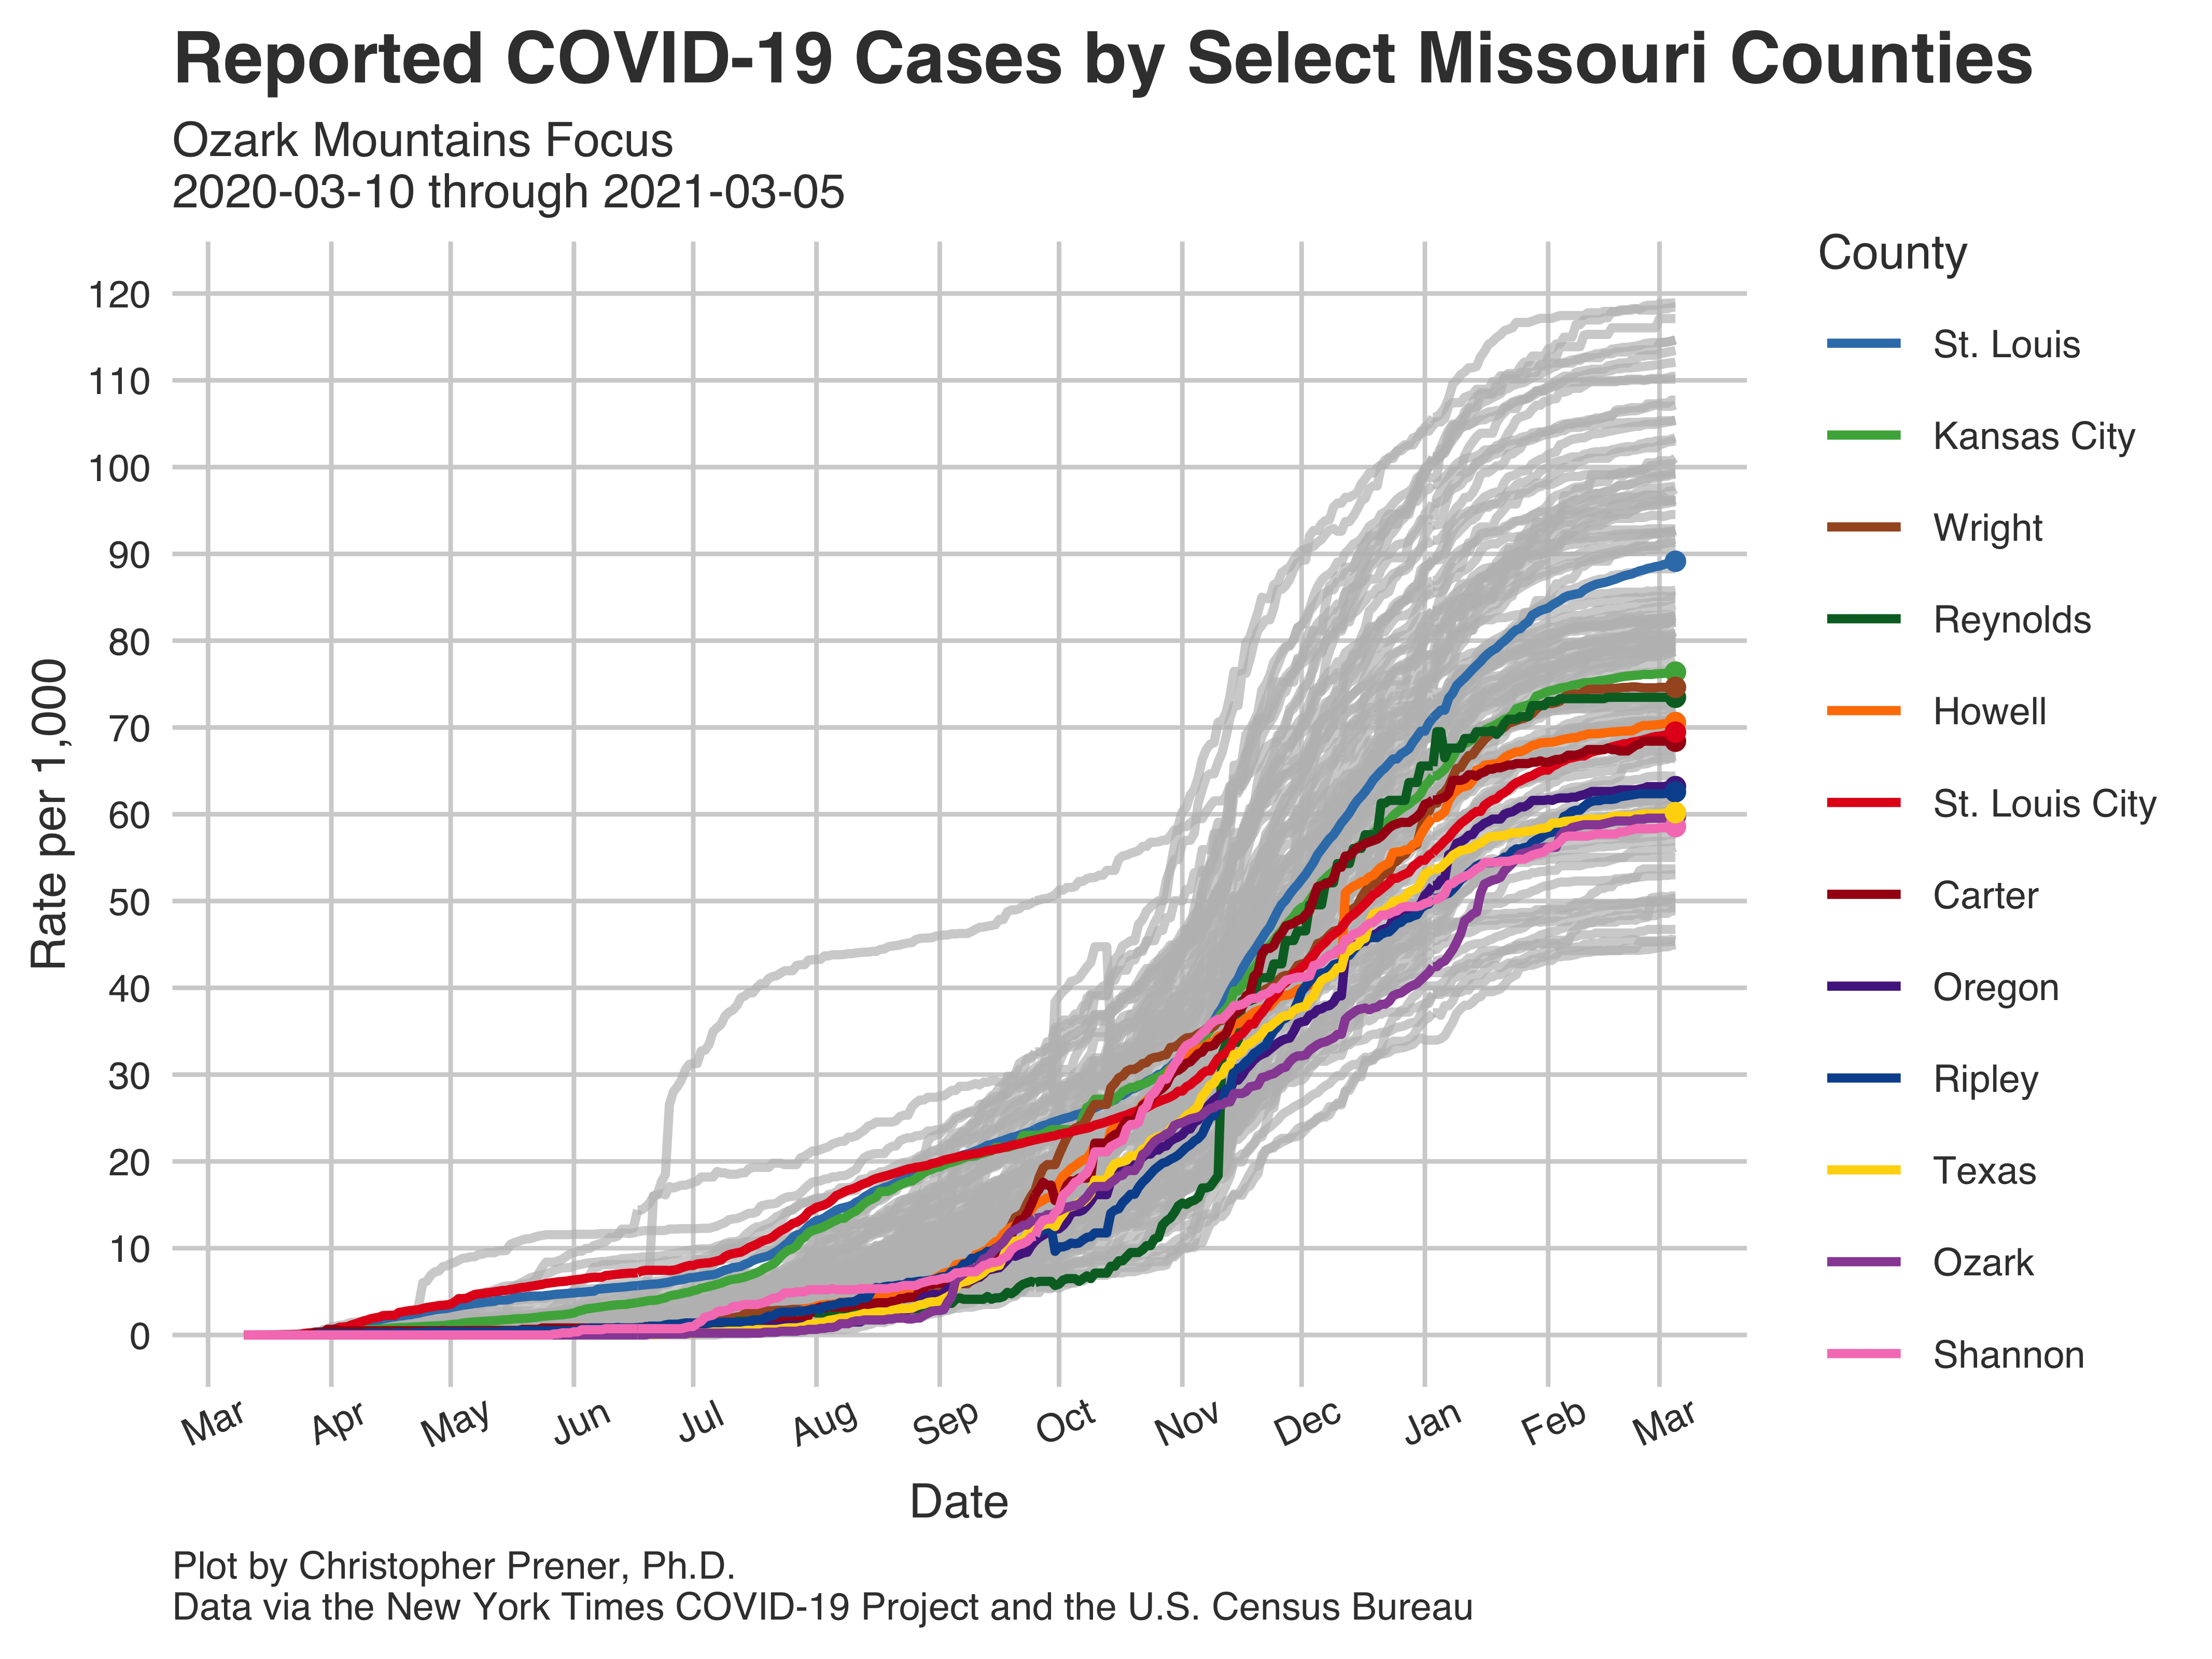 Reported COVID-19 Cases by Select Missouri Counties
Ozark Mountains Focus
2020-03-10 through 2021-03-05
Rate per 1,000
120
110
100
90
80
70
60
50
40
30
20
10
0
Mar
Apr
May
Jun
Jul
Aug
Sep
Oct
Nov
Dec
Jan
Feb
Mar
Date
County
St. Louis
Kansas City
Wright
Reynolds
Howell
St. Louis City
Carter
Oregon
Ripley
Texas
Ozark
Shannon
Plot by Christopher Prener, Ph.D.
Data via the New York Times COVID-19 Project and the U.S. Census Bureau